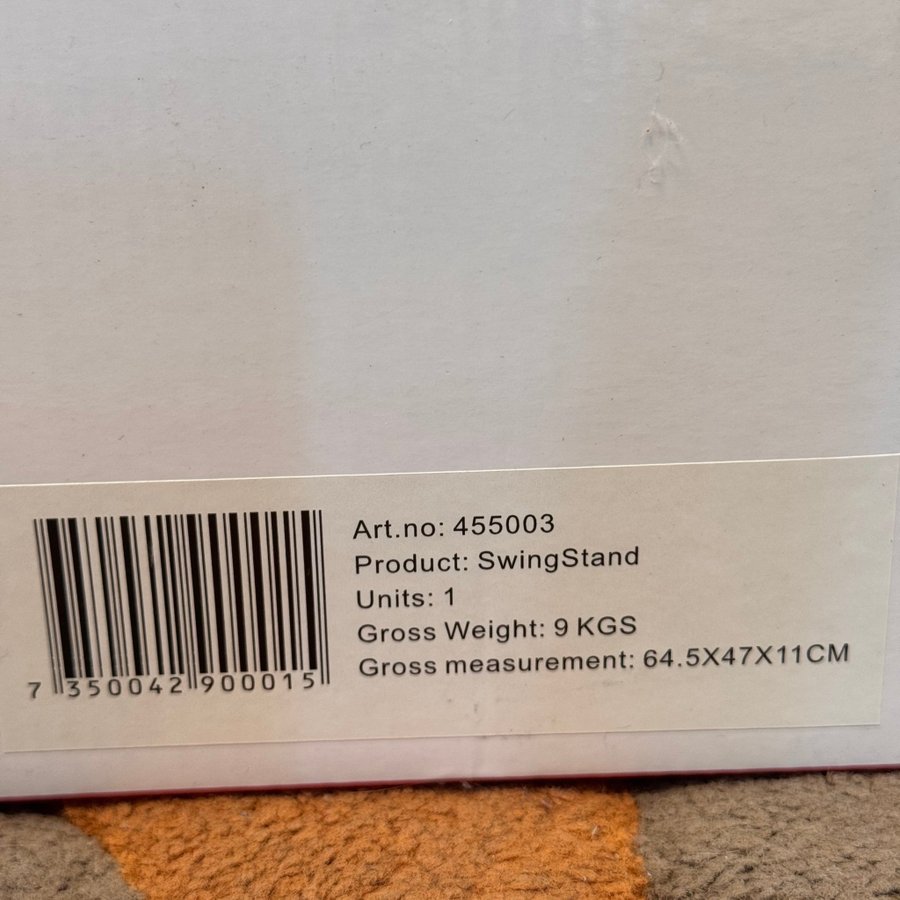 Art.no: 455003
Product: SwingStand
Units: 1
Gross Weight: 9 KGS
Gross measurement: 64.5X47X11CM
7 350042 900015